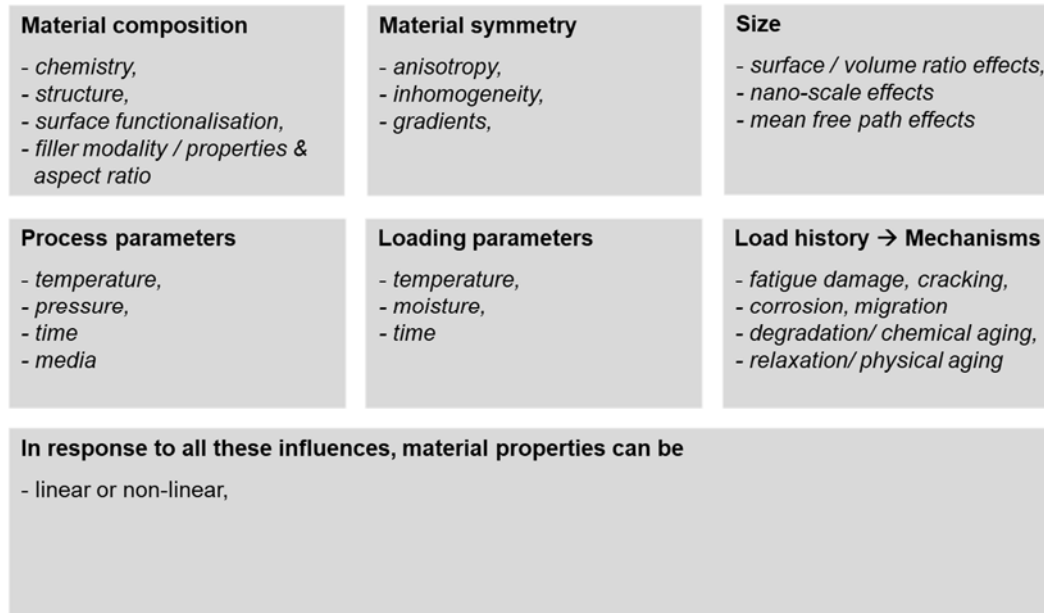 Material composition
- chemistry,
- structure,
- surface functionalisation,
- filler modality / properties &
aspect ratio
Material symmetry
- anisotropy,
- inhomogeneity,
- gradients,
Size
- surface / volume ratio effects,
- nano-scale effects
- mean free path effects
Process parameters
- temperature,
- pressure,
- time
- media
Loading parameters
- temperature,
- moisture,
- time
Load history → Mechanisms
- fatigue damage, cracking,
- corrosion, migration
- degradation/ chemical aging,
- relaxation/ physical aging
In response to all these influences, material properties can be
- linear or non-linear,